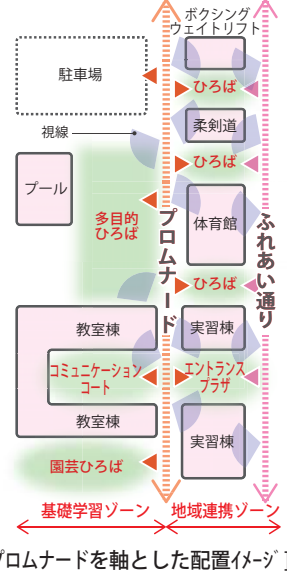 ボクシング
ウェイトリフト
駐車場
ひろば
柔剣道
視線
ひろば
プール
多目的
ひろば
プロムナード
体育館
ふれあい通り
ひろば
教室棟
実習棟
コミュニケーション
コート
エントランス
プラザ
教室棟
実習棟
園芸ひろば
基礎学習ゾーン
地域連携ゾーン
プロムナードを軸とした配置ｲﾒｰｼﾞ］